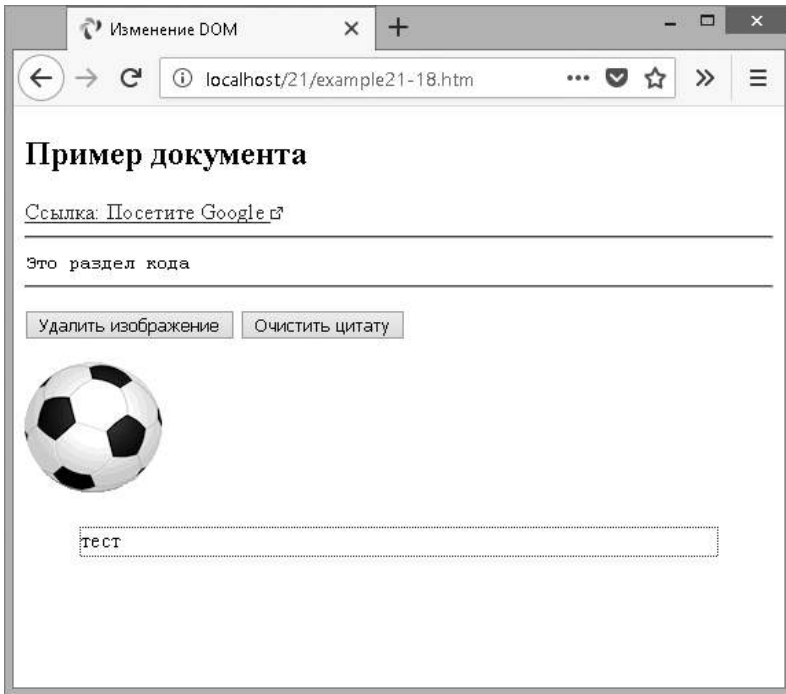 Изменение DOM
localhost/21/example21-18.htm
Пример документа
Ссылка: Посетите Google
Это раздел кода
Удалить изображение Очистить цитату
тест